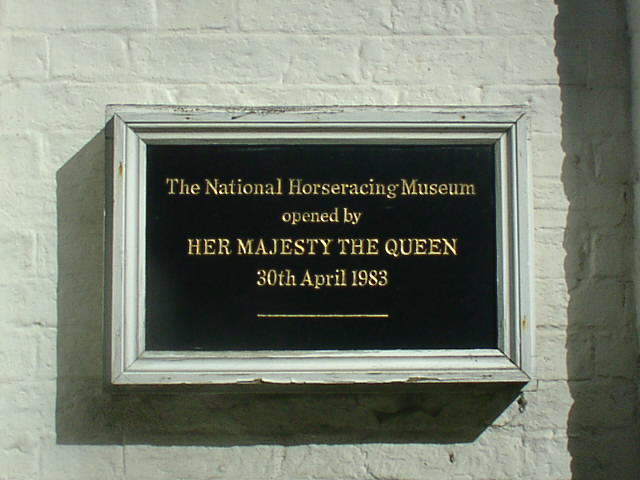 The National Horseracing Museum
opened by
HER MAJESTY THE QUEEN
30th April 1983